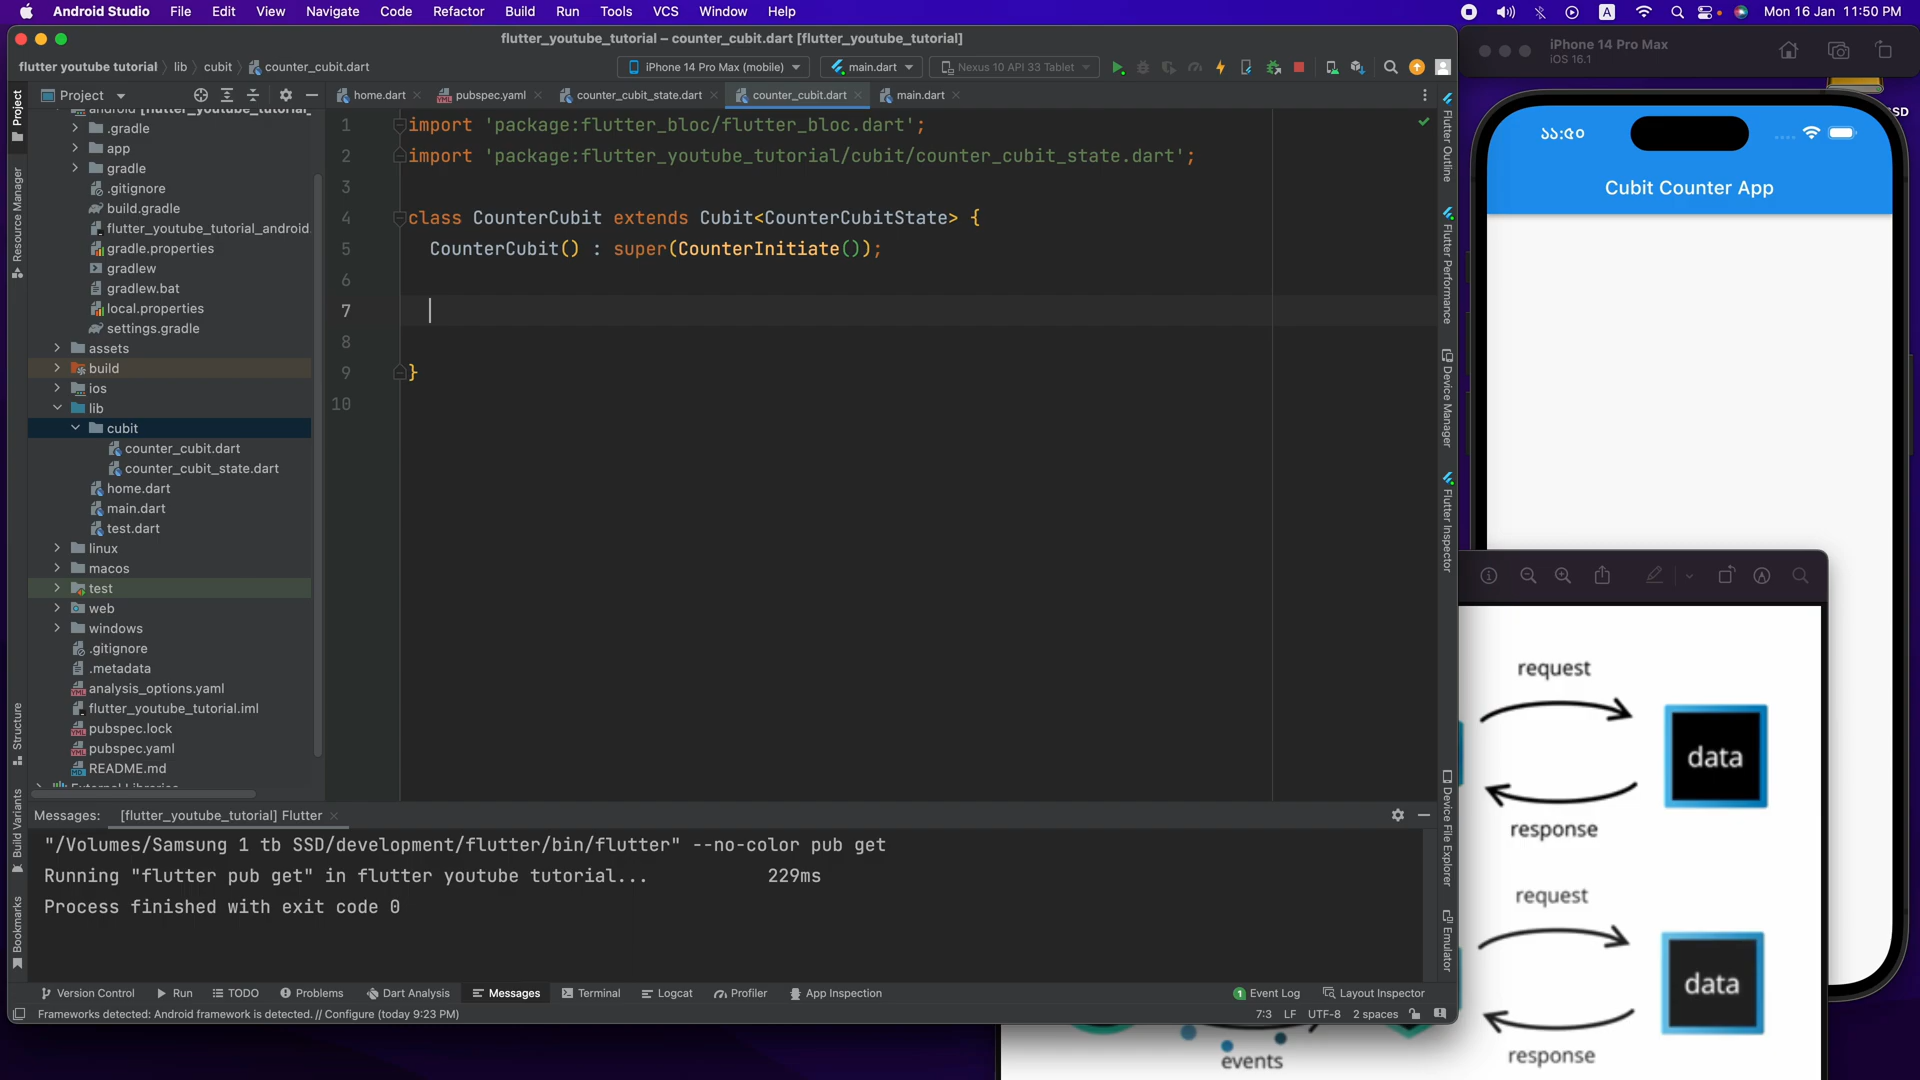 Android Studio File Edit View Navigate Code Refactor Build Run Tools VCS Window Help
A Mon 16 Jan 11:50 PM
flutter_youtube_tutorial – counter_cubit.dart [flutter_youtube_tutorial]
iPhone 14 Pro Max
iOS 16.1
flutter youtube tutorial lib cubit counter_cubit.dart
iPhone 14 Pro Max (mobile) main.dart Nexus 10 API 33 Tablet
Project
home.dart pubspec.yaml counter_cubit_state.dart counter_cubit.dart main.dart
.gradle
app
gradle
.gitignore
build.gradle
flutter_youtube_tutorial_android.
gradle.properties
gradlew
gradlew.bat
local.properties
settings.gradle
assets
build
ios
lib
cubit
counter_cubit.dart
counter_cubit_state.dart
home.dart
main.dart
test.dart
linux
macos
test
web
windows
.gitignore
.metadata
analysis_options.yaml
flutter_youtube_tutorial.iml
pubspec.lock
pubspec.yaml
README.md
Project
Resource Manager
Structure
Build Variants
Bookmarks
1 import 'package:flutter_bloc/flutter_bloc.dart';
2 import 'package:flutter_youtube_tutorial/cubit/counter_cubit_state.dart';
3
4 class CounterCubit extends Cubit<CounterCubitState> {
5 CounterCubit() : super(CounterInitiate());
6
7
8
9 }
10
Flutter Outline
Flutter Performance
Device Manager
Flutter Inspector
Device File Explorer
Emulator
SD
১১:৫০
Cubit Counter App
request
data
response
request
data
response
events
Messages: [flutter_youtube_tutorial] Flutter
"/Volumes/Samsung 1 tb SSD/development/flutter/bin/flutter" --no-color pub get
Running "flutter pub get" in flutter youtube tutorial... 229ms
Process finished with exit code 0
Version Control Run TODO Problems Dart Analysis Messages Terminal Logcat Profiler App Inspection 1 Event Log Layout Inspector
Frameworks detected: Android framework is detected. // Configure (today 9:23 PM) 7:3 LF UTF-8 2 spaces